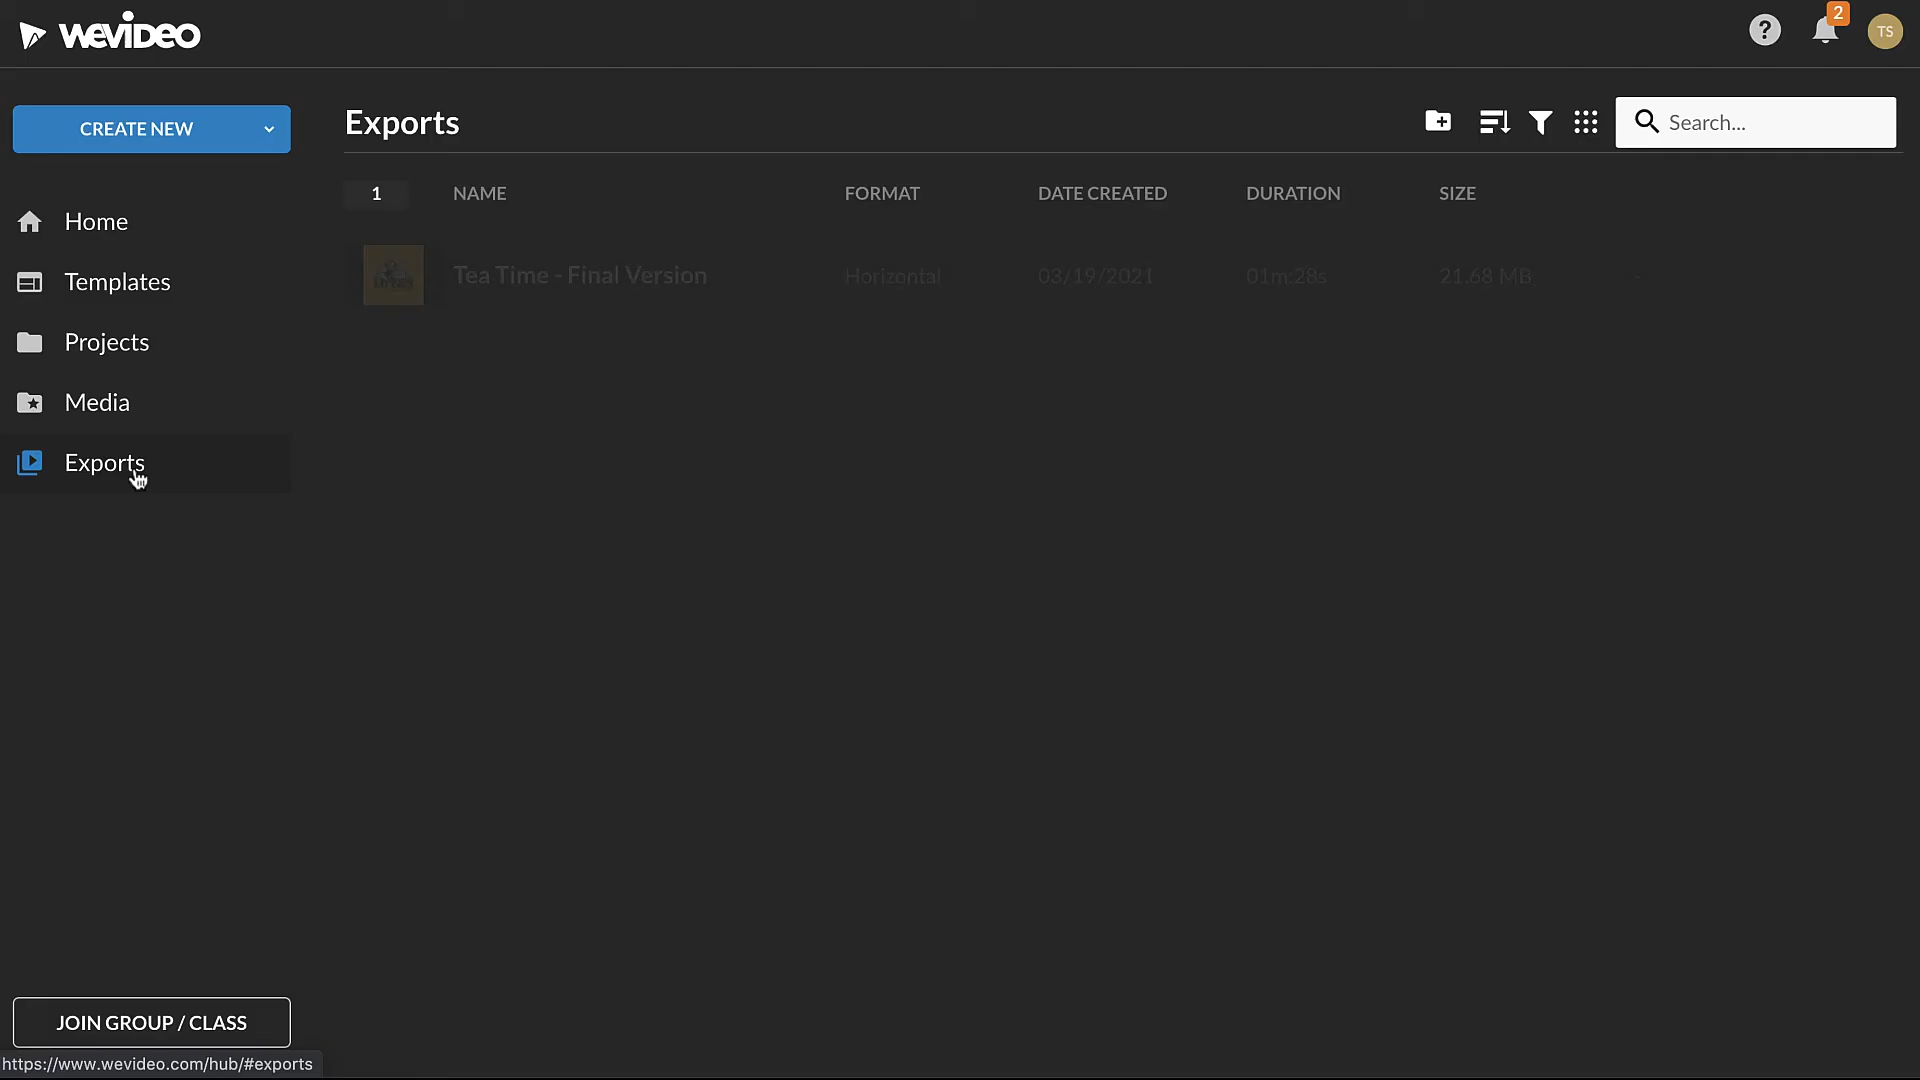 wevideo
2
TS
CREATE NEW
Exports
Search...
1
NAME
FORMAT
DATE CREATED
DURATION
SIZE
Home
Tea Time - Final Version
Horizontal
03/19/2021
01m:28s
21.68 MB
-
Templates
Projects
Media
Exports
JOIN GROUP / CLASS
https://www.wevideo.com/hub/#exports